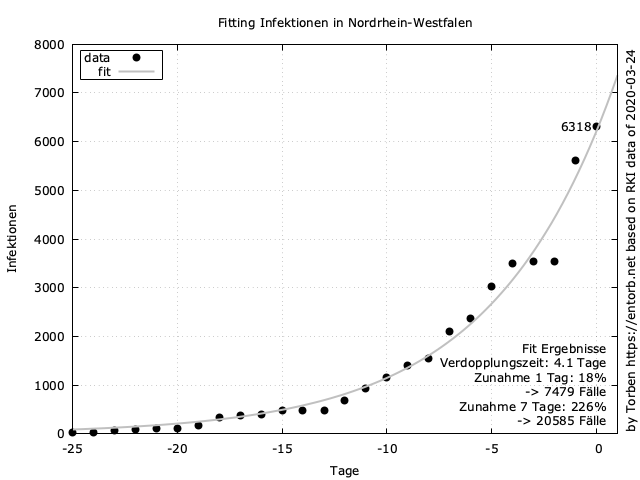 Fitting Infektionen in Nordrhein-Westfalen
8000
7000
6000
5000
4000
3000
2000
1000
0
Infektionen
data
fit
6318
Fit Ergebnisse
Verdopplungszeit: 4.1 Tage
Zunahme 1 Tag: 18%
-> 7479 Fälle
Zunahme 7 Tage: 226%
-> 20585 Fälle
-25
-20
-15
-10
-5
0
Tage
by Torben https://entorb.net based on RKI data of 2020-03-24